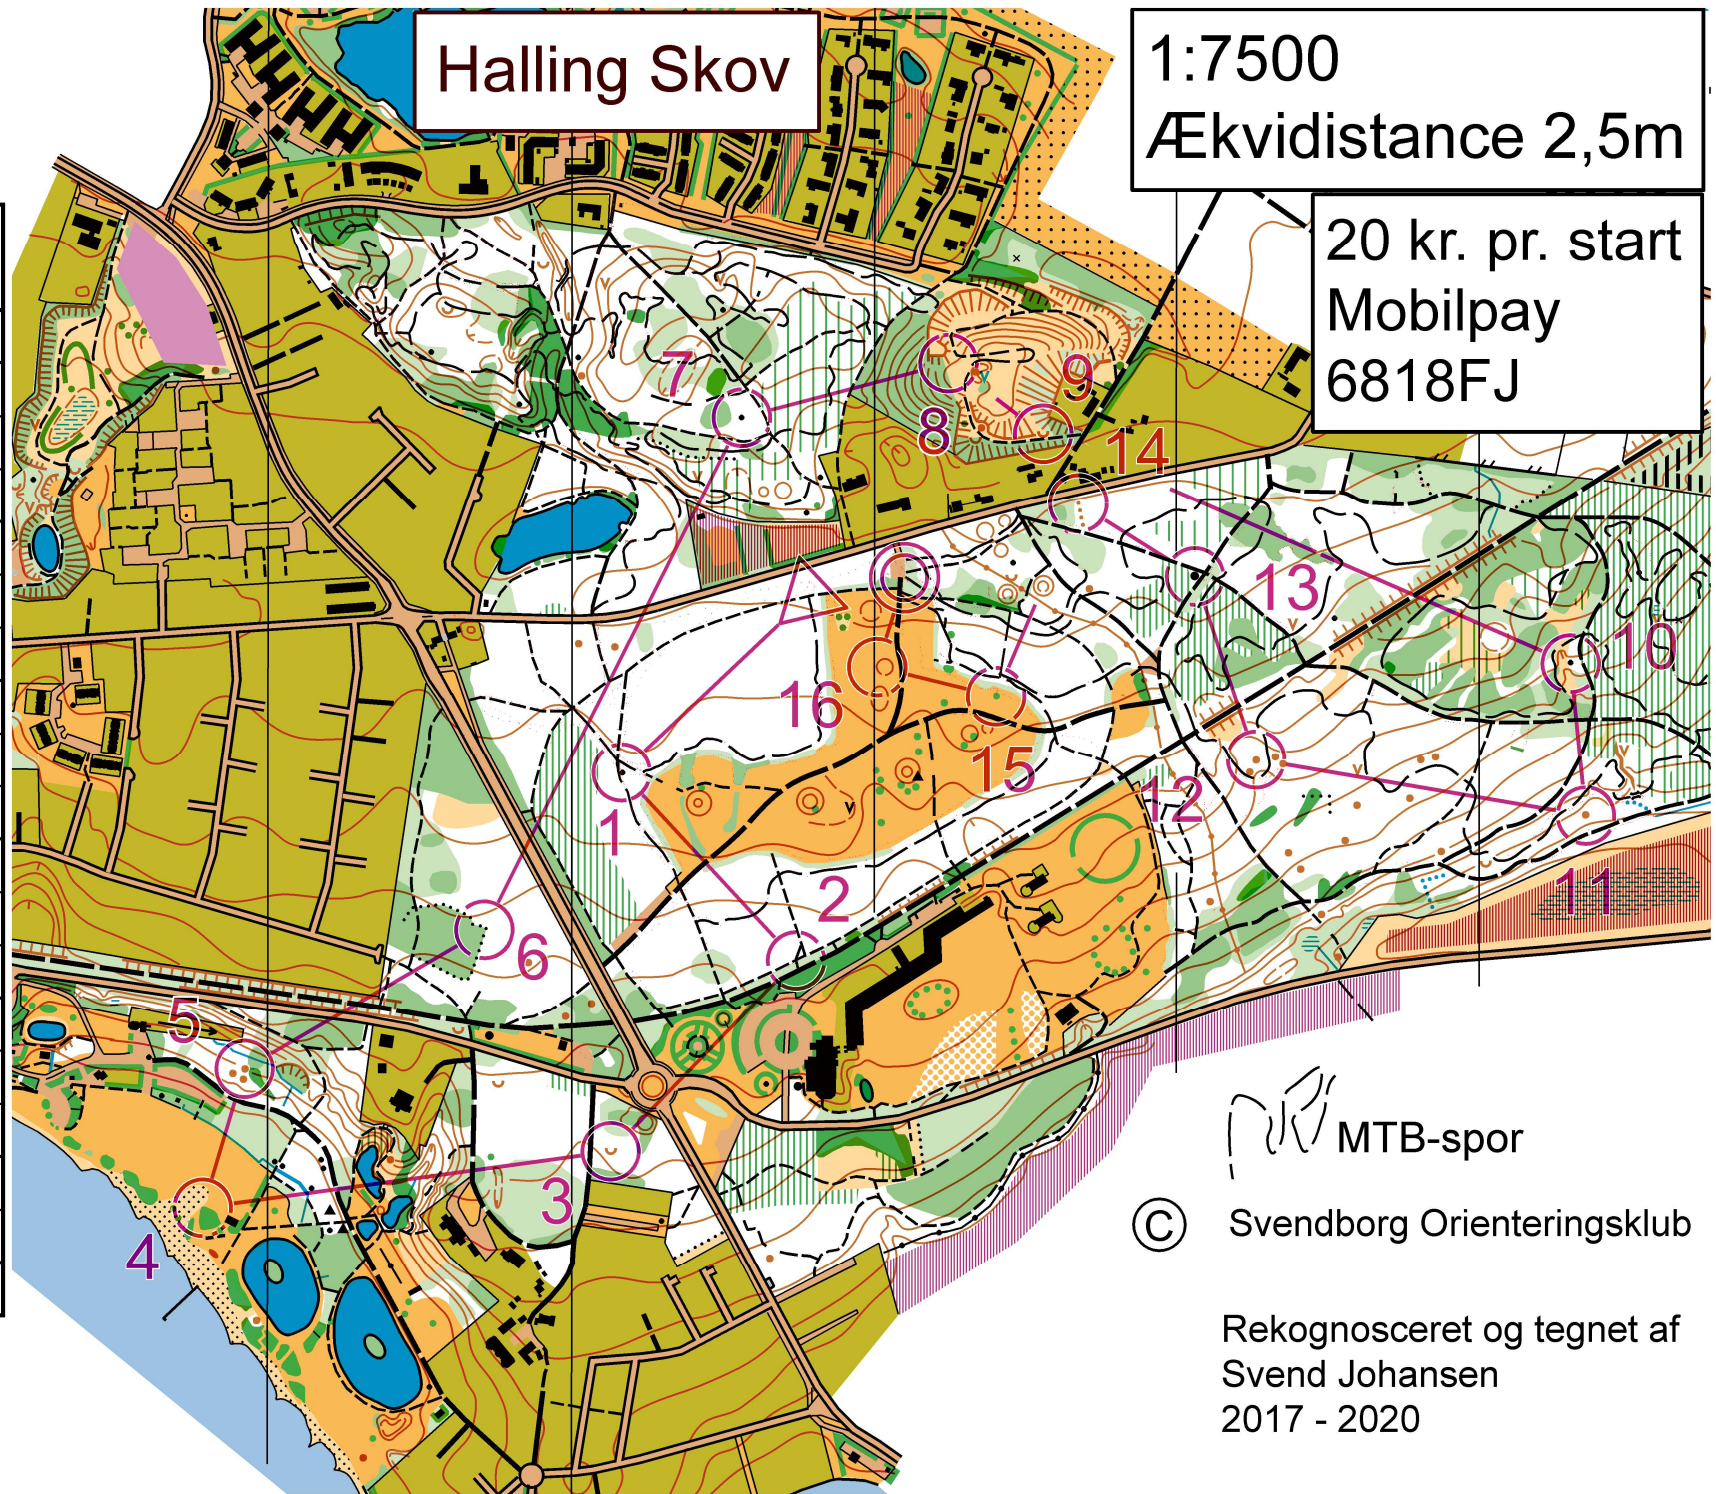 Halling Skov
1:7500
Ækvidistance 2,5m
20 kr. pr. start
Mobilpay
6818FJ
7
8
9
14
13
10
16
15
12
1
2
11
6
5
3
4
MTB-spor
© Svendborg Orienteringsklub
Rekognosceret og tegnet af
Svend Johansen
2017 - 2020